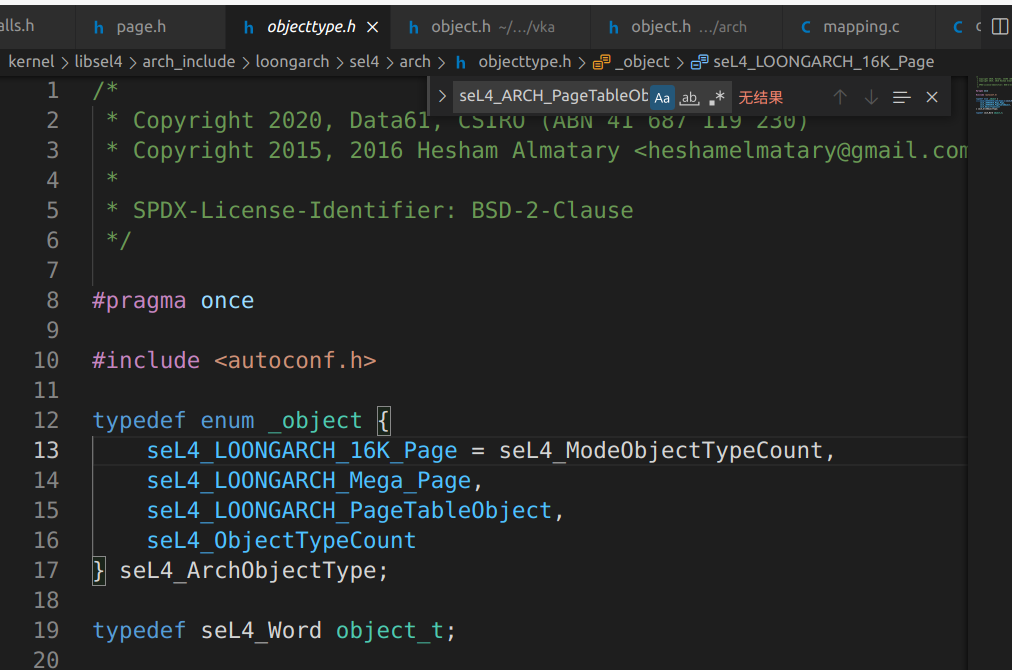 alls.h
h page.h
h objecttype.h ×
h object.h ~/.../vka
h object.h .../arch
C mapping.c
C
kernel > libsel4 > arch_include > loongarch > sel4 > arch > h objecttype.h > _object > seL4_LOONGARCH_16K_Page
seL4_ARCH_PageTableOb Aa ab .* 无结果
1 /*
2 * Copyright 2020, Data61, CSIRO (ABN 41 687 119 230)
3 * Copyright 2015, 2016 Hesham Almatary <heshamelmatary@gmail.com
4 *
5 * SPDX-License-Identifier: BSD-2-Clause
6 */
7
8 #pragma once
9
10 #include <autoconf.h>
11
12 typedef enum _object {
13 seL4_LOONGARCH_16K_Page = seL4_ModeObjectTypeCount,
14 seL4_LOONGARCH_Mega_Page,
15 seL4_LOONGARCH_PageTableObject,
16 seL4_ObjectTypeCount
17 } seL4_ArchObjectType;
18
19 typedef seL4_Word object_t;
20